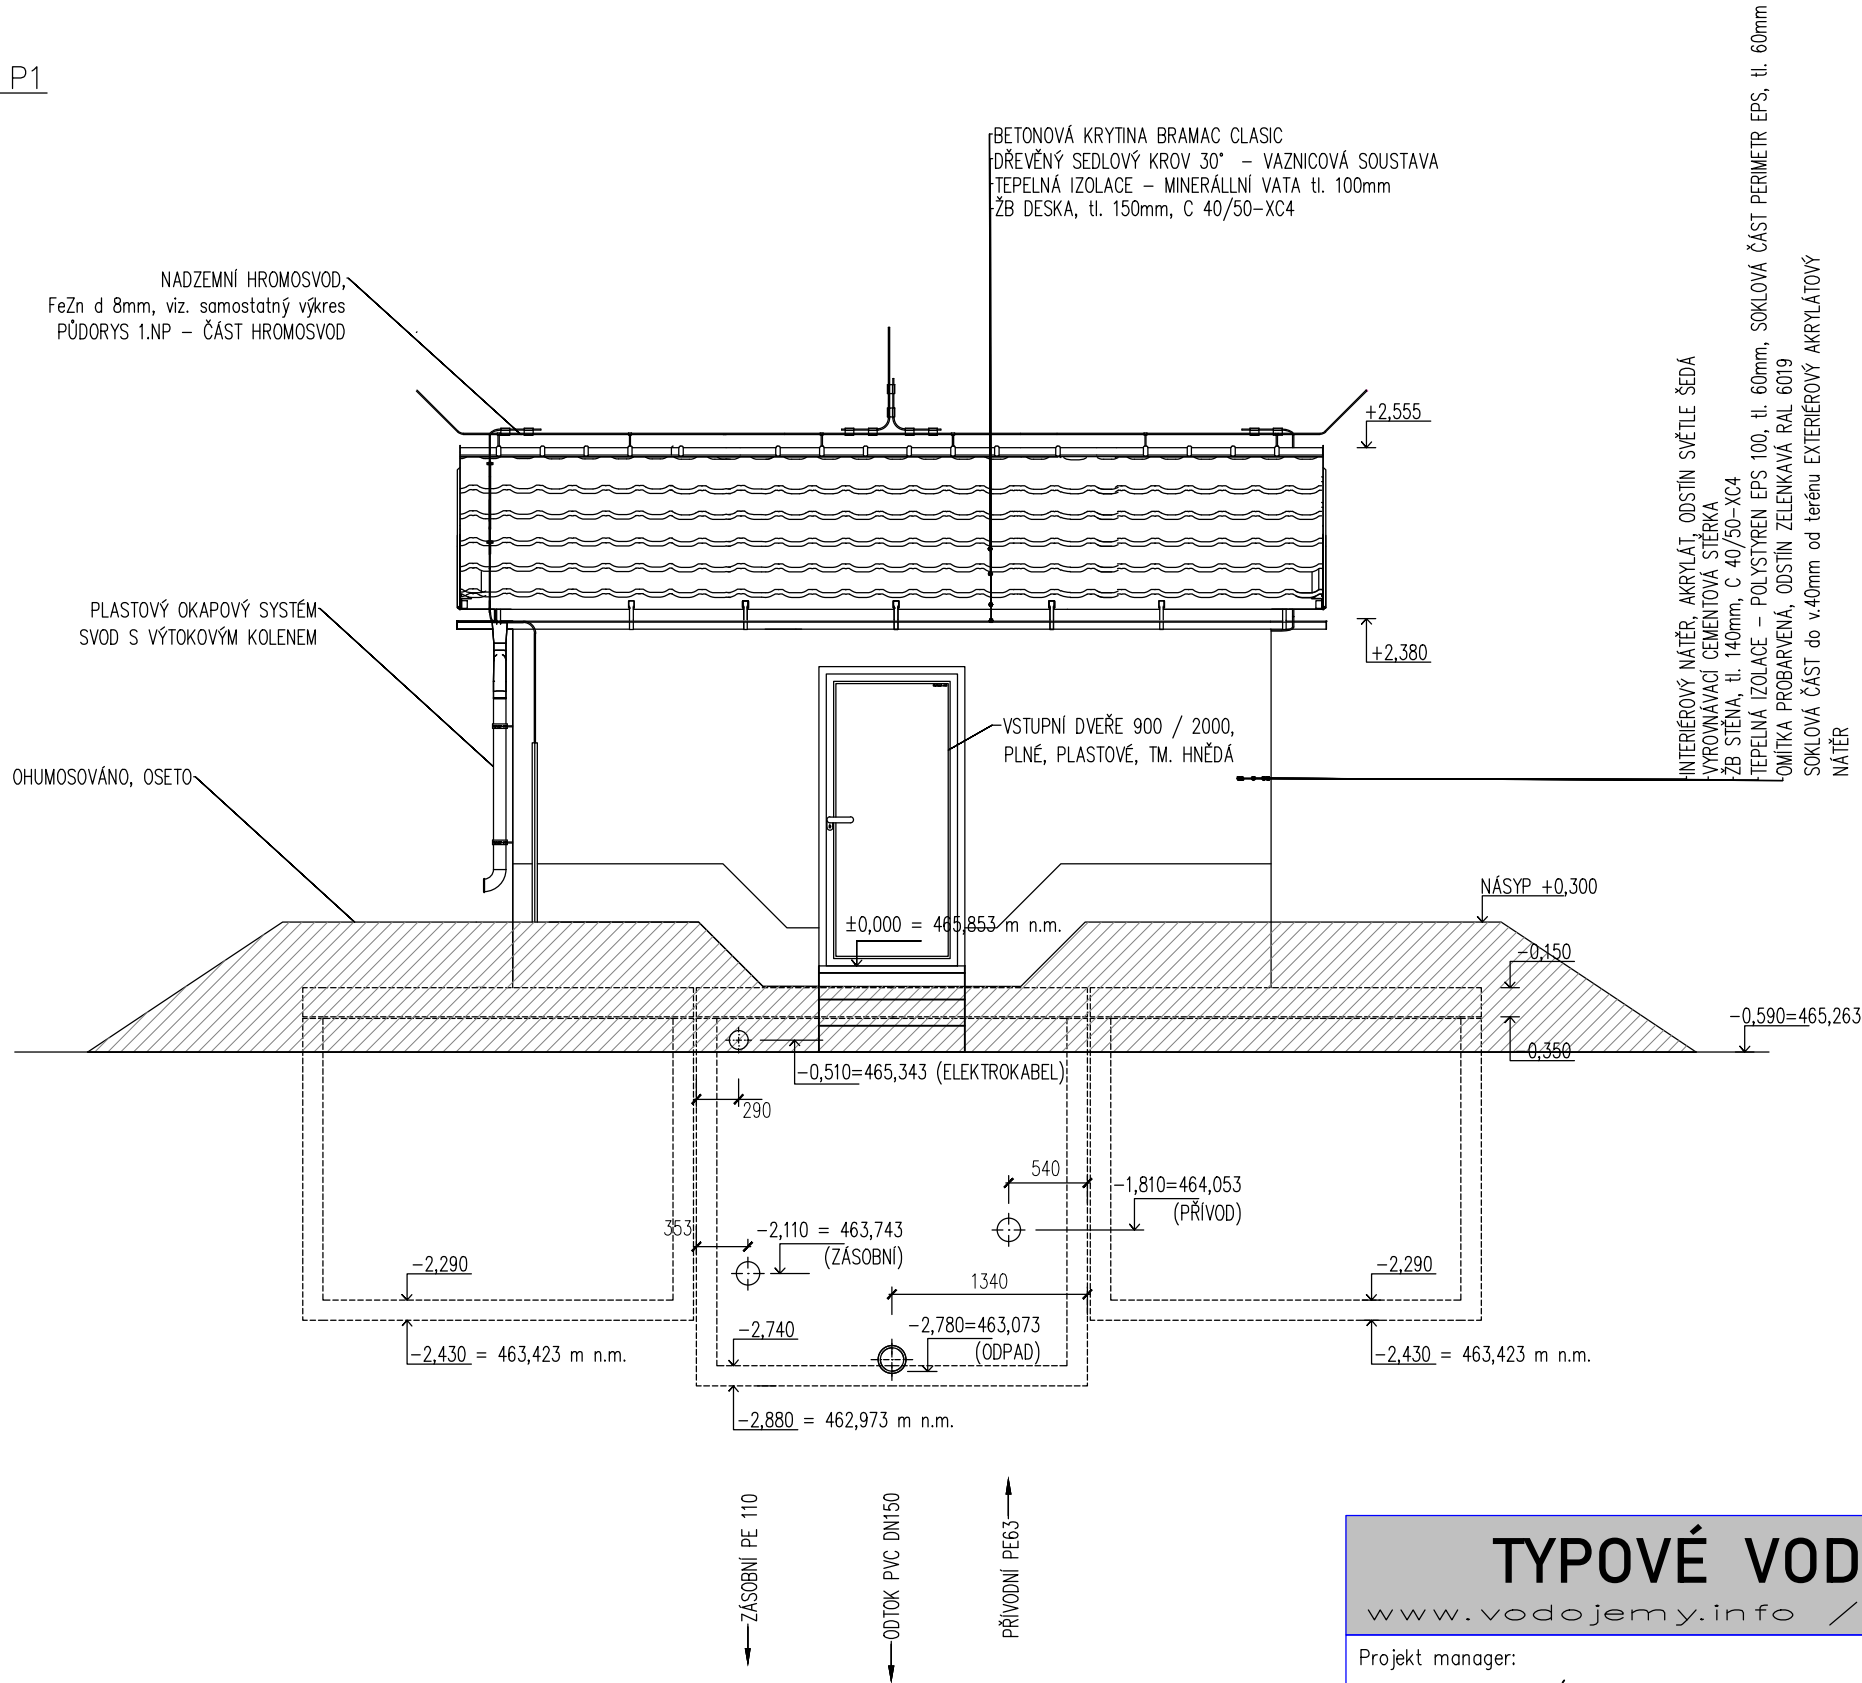 P1
BETONOVÁ KRYTINA BRAMAC CLASIC
DŘEVĚNÝ SEDLOVÝ KROV 30° – VAZNICOVÁ SOUSTAVA
TEPELNÁ IZOLACE – MINERÁLLNÍ VATA tl. 100mm
ŽB DESKA, tl. 150mm, C 40/50–XC4
NADZEMNÍ HROMOSVOD,
FeZn d 8mm, viz. samostatný výkres
PŮDORYS 1.NP – ČÁST HROMOSVOD
+2,555
PLASTOVÝ OKAPOVÝ SYSTÉM
SVOD S VÝTOKOVÝM KOLENEM
+2,380
VSTUPNÍ DVEŘE 900 / 2000,
PLNÉ, PLASTOVÉ, TM. HNĚDÁ
INTERIÉROVÝ NÁTĚR, AKRYLÁT, ODSTÍN SVĚTLE ŠEDÁ
VYROVNÁVACÍ CEMENTOVÁ STĚRKA
ŽB STĚNA, tl. 140mm, C 40/50–XC4
TEPELNÁ IZOLACE – POLYSTYREN EPS 100, tl. 60mm, SOKLOVÁ ČÁST PERIMETR EPS, tl. 60mm
OMÍTKA PROBARVENÁ, ODSTÍN ZELENKAVÁ RAL 6019
SOKLOVÁ ČÁST do v.40mm od terénu EXTERIÉROVÝ AKRYLÁTOVÝ
NÁTĚR
OHUMOSOVÁNO, OSETO
NÁSYP +0,300
±0,000 = 465,853 m n.m.
–0,150
–0,590=465,263
–0,350
–0,510=465,343 (ELEKTROKABEL)
290
540
–1,810=464,053
(PŘÍVOD)
353
–2,110 = 463,743
(ZÁSOBNÍ)
–2,290
1340
–2,290
–2,740
–2,780=463,073
(ODPAD)
–2,430 = 463,423 m n.m.
–2,430 = 463,423 m n.m.
–2,880 = 462,973 m n.m.
ZÁSOBNÍ PE 110
ODTOK PVC DN150
PŘÍVODNÍ PE63
TYPOVÉ VOD
www.vodojemy.info /
Projekt manager: